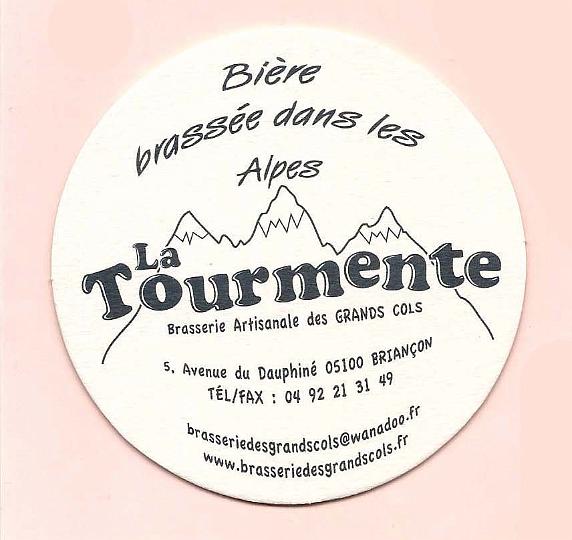 Bière
brassée dans les
Alpes
La
Tourmente
Brasserie Artisanale des GRANDS COLS
5, Avenue du Dauphiné 05100 BRIANÇON
TÉL/FAX : 04 92 21 31 49
brasseriedesgrandscols@wanadoo.fr
www.brasseriedesgrandscols.fr